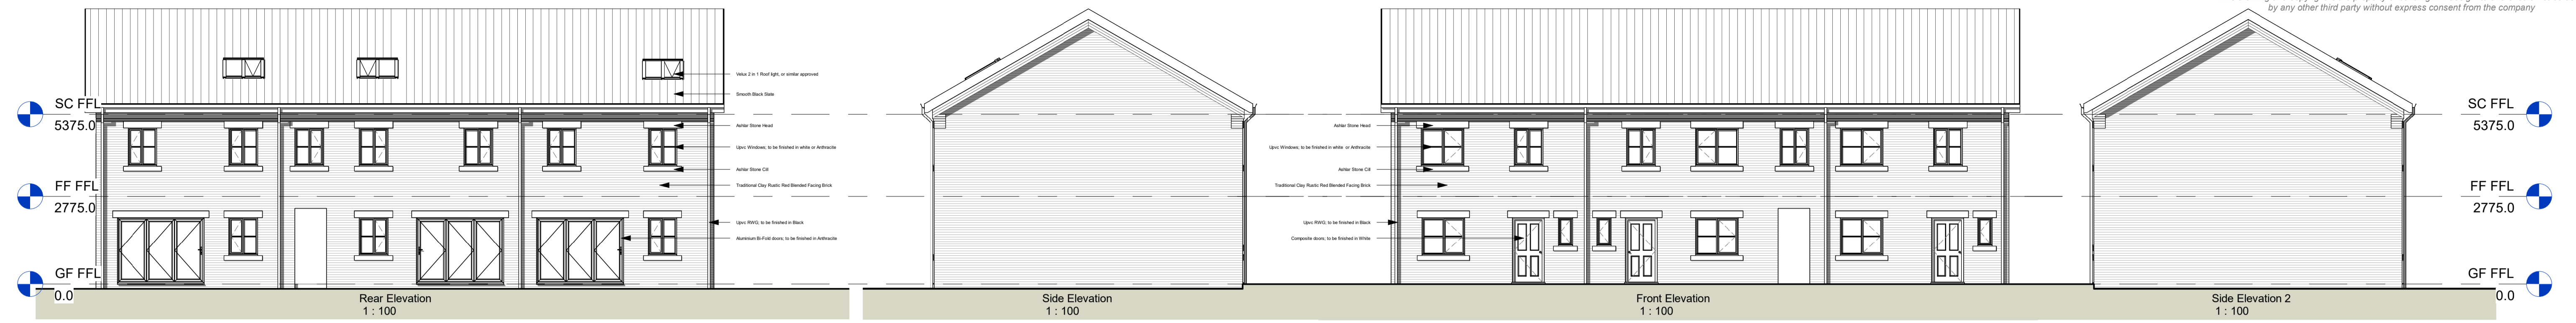 by any other third party without express consent from the company
SC FFL
5375.0
FF FFL
2775.0
GF FFL
0.0
Velux 2 in 1 Roof light, or similar approved
Smooth Black Slate
Ashlar Stone Head
Upvc Windows; to be finished in white or Anthracite
Ashlar Stone Cill
Traditional Clay Rustic Red Blended Facing Brick
Upvc RWG; to be finished in Black
Aluminium Bi-Fold doors; to be finished in Anthracite
Rear Elevation
1 : 100
Side Elevation
1 : 100
Ashlar Stone Head
Upvc Windows; to be finished in white or Anthracite
Ashlar Stone Cill
Traditional Clay Rustic Red Blended Facing Brick
Upvc RWG; to be finished in Black
Composite doors; to be finished in White
Front Elevation
1 : 100
Side Elevation 2
1 : 100
SC FFL
5375.0
FF FFL
2775.0
GF FFL
0.0